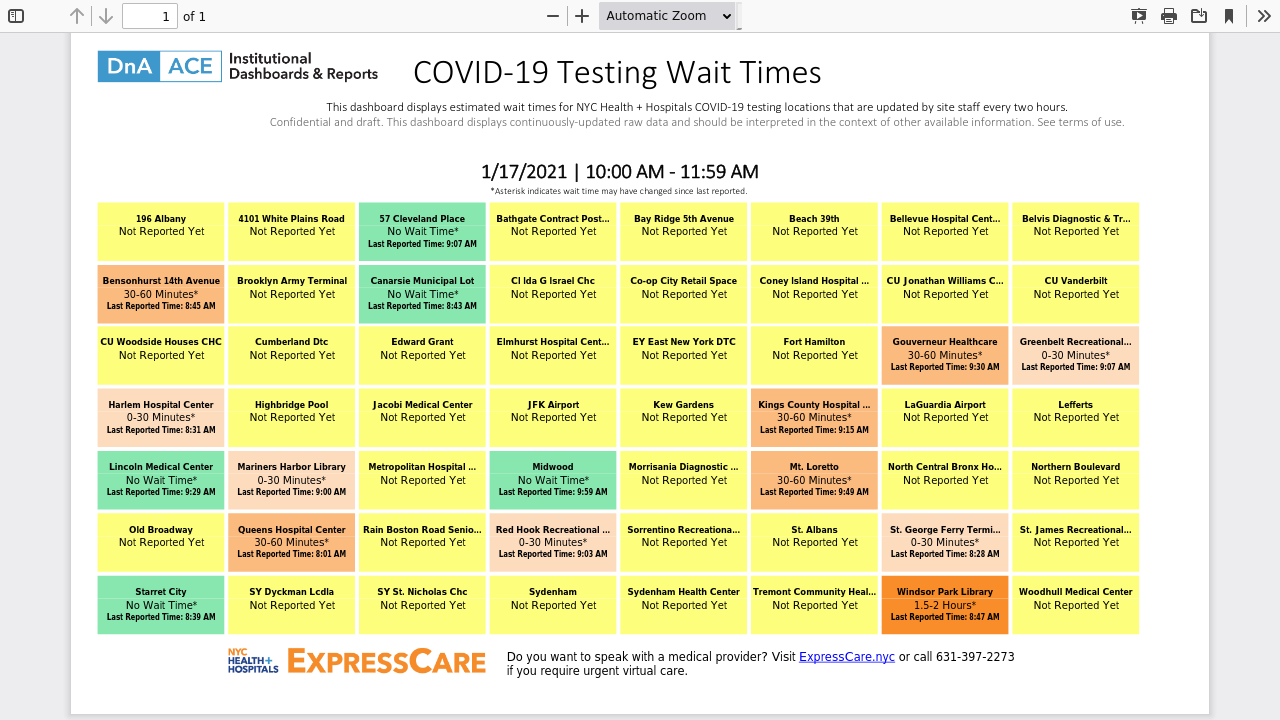 1 of 1 Automatic Zoom
DnA ACE Institutional
Dashboards & Reports
COVID-19 Testing Wait Times
This dashboard displays estimated wait times for NYC Health + Hospitals COVID-19 testing locations that are updated by site staff every two hours.
Confidential and draft. This dashboard displays continuously-updated raw data and should be interpreted in the context of other available information. See terms of use.
1/17/2021 | 10:00 AM - 11:59 AM
*Asterisk indicates wait time may have changed since last reported.
196 Albany
Not Reported Yet
4101 White Plains Road
Not Reported Yet
57 Cleveland Place
No Wait Time*
Last Reported Time: 9:07 AM
Bathgate Contract Post...
Not Reported Yet
Bay Ridge 5th Avenue
Not Reported Yet
Beach 39th
Not Reported Yet
Bellevue Hospital Cent...
Not Reported Yet
Belvis Diagnostic & Tr...
Not Reported Yet
Bensonhurst 14th Avenue
30-60 Minutes*
Last Reported Time: 8:45 AM
Brooklyn Army Terminal
Not Reported Yet
Canarsie Municipal Lot
No Wait Time*
Last Reported Time: 8:43 AM
CI Ida G Israel Chc
Not Reported Yet
Co-op City Retail Space
Not Reported Yet
Coney Island Hospital ...
Not Reported Yet
CU Jonathan Williams C...
Not Reported Yet
CU Vanderbilt
Not Reported Yet
CU Woodside Houses CHC
Not Reported Yet
Cumberland Dtc
Not Reported Yet
Edward Grant
Not Reported Yet
Elmhurst Hospital Cent...
Not Reported Yet
EY East New York DTC
Not Reported Yet
Fort Hamilton
Not Reported Yet
Gouverneur Healthcare
30-60 Minutes*
Last Reported Time: 9:30 AM
Greenbelt Recreational...
0-30 Minutes*
Last Reported Time: 9:07 AM
Harlem Hospital Center
0-30 Minutes*
Last Reported Time: 8:31 AM
Highbridge Pool
Not Reported Yet
Jacobi Medical Center
Not Reported Yet
JFK Airport
Not Reported Yet
Kew Gardens
Not Reported Yet
Kings County Hospital ...
30-60 Minutes*
Last Reported Time: 9:15 AM
LaGuardia Airport
Not Reported Yet
Lefferts
Not Reported Yet
Lincoln Medical Center
No Wait Time*
Last Reported Time: 9:29 AM
Mariners Harbor Library
0-30 Minutes*
Last Reported Time: 9:00 AM
Metropolitan Hospital ...
Not Reported Yet
Midwood
No Wait Time*
Last Reported Time: 9:59 AM
Morrisania Diagnostic ...
Not Reported Yet
Mt. Loretto
30-60 Minutes*
Last Reported Time: 9:49 AM
North Central Bronx Ho...
Not Reported Yet
Northern Boulevard
Not Reported Yet
Old Broadway
Not Reported Yet
Queens Hospital Center
30-60 Minutes*
Last Reported Time: 8:01 AM
Rain Boston Road Senio...
Not Reported Yet
Red Hook Recreational ...
0-30 Minutes*
Last Reported Time: 9:03 AM
Sorrentino Recreationa...
Not Reported Yet
St. Albans
Not Reported Yet
St. George Ferry Termi...
0-30 Minutes*
Last Reported Time: 8:28 AM
St. James Recreational...
Not Reported Yet
Starret City
No Wait Time*
Last Reported Time: 8:39 AM
SY Dyckman Lcdla
Not Reported Yet
SY St. Nicholas Chc
Not Reported Yet
Sydenham
Not Reported Yet
Sydenham Health Center
Not Reported Yet
Tremont Community Heal...
Not Reported Yet
Windsor Park Library
1.5-2 Hours*
Last Reported Time: 8:47 AM
Woodhull Medical Center
Not Reported Yet
NYC
HEALTH+
HOSPITALS
EXPRESSCARE
Do you want to speak with a medical provider? Visit ExpressCare.nyc or call 631-397-2273
if you require urgent virtual care.